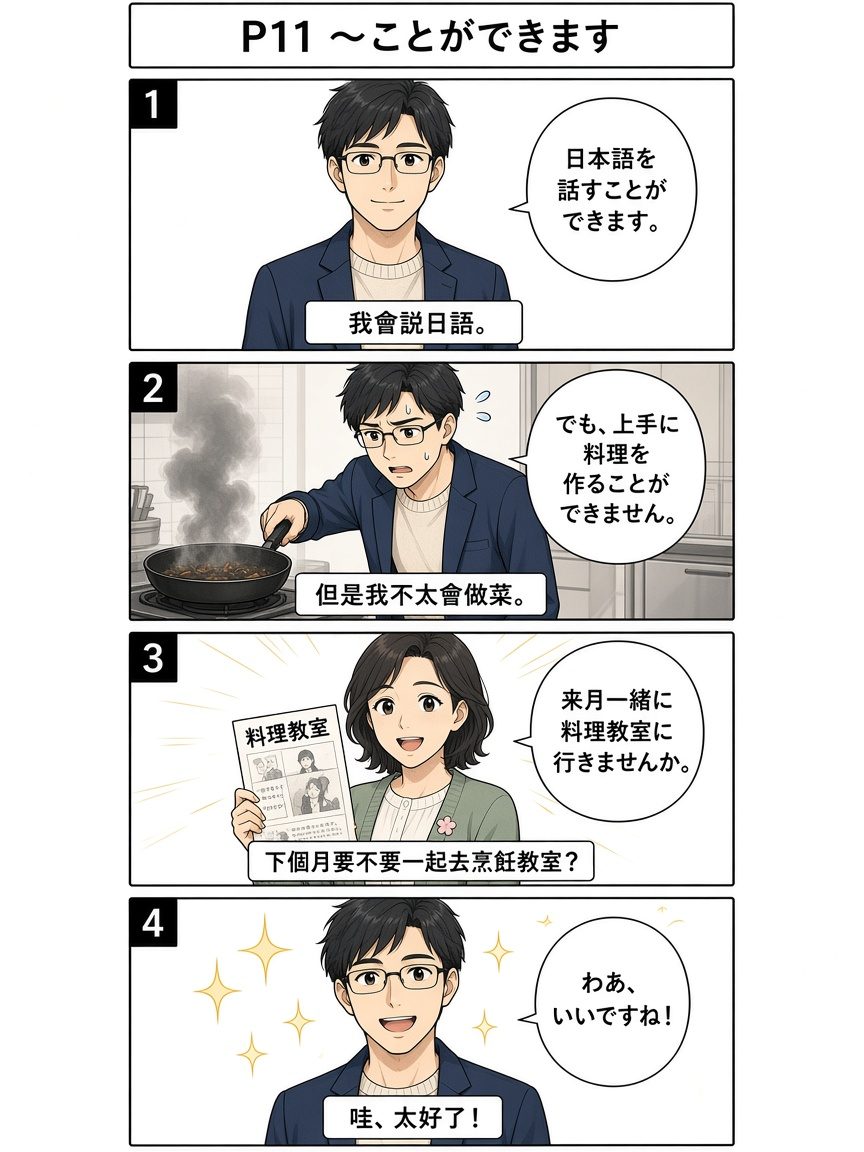 P11 〜ことができます
1
日本語を
話すことが
できます。
我會説日語。
2
でも、上手に
料理を
作ることが
できません。
但是我不太會做菜。
3
料理教室
来月一緒に
料理教室に
行きませんか。
下個月要不要一起去烹飪教室？
4
わあ、
いいですね！
哇、太好了！